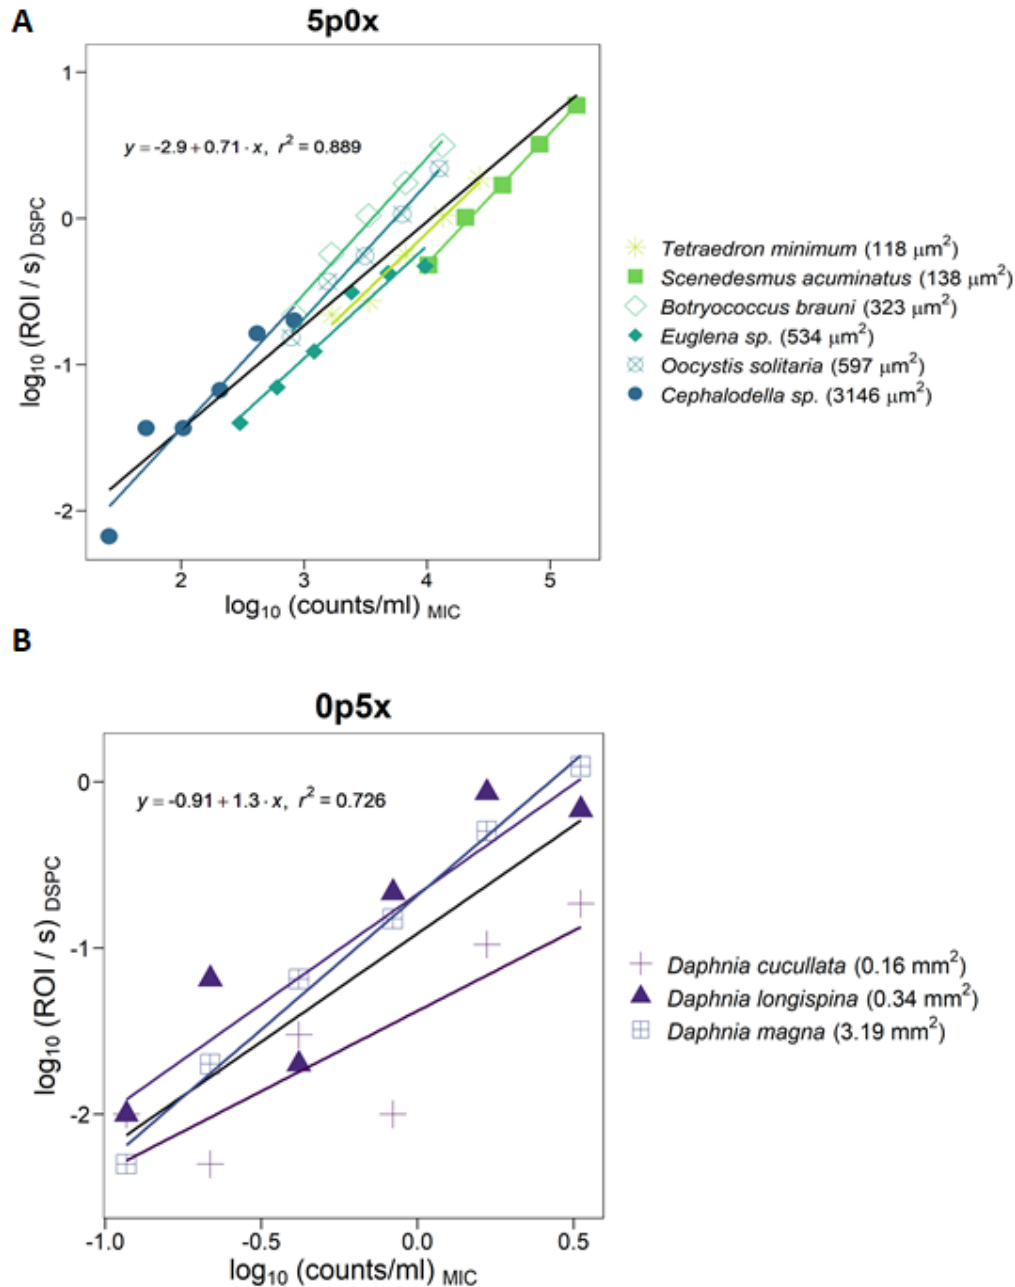 A
5p0x
y = -2.9 + 0.71 · x, r² = 0.889
1
0
-1
-2
log₁₀ (ROI / s) DSPC
2 3 4 5
log₁₀ (counts/ml) MIC
Tetraedron minimum (118 μm²)
Scenedesmus acuminatus (138 μm²)
Botryococcus brauni (323 μm²)
Euglena sp. (534 μm²)
Oocystis solitaria (597 μm²)
Cephalodella sp. (3146 μm²)
B
0p5x
y = -0.91 + 1.3 · x, r² = 0.726
0
-1
-2
log₁₀ (ROI / s) DSPC
-1.0 -0.5 0.0 0.5
log₁₀ (counts/ml) MIC
Daphnia cucullata (0.16 mm²)
Daphnia longispina (0.34 mm²)
Daphnia magna (3.19 mm²)